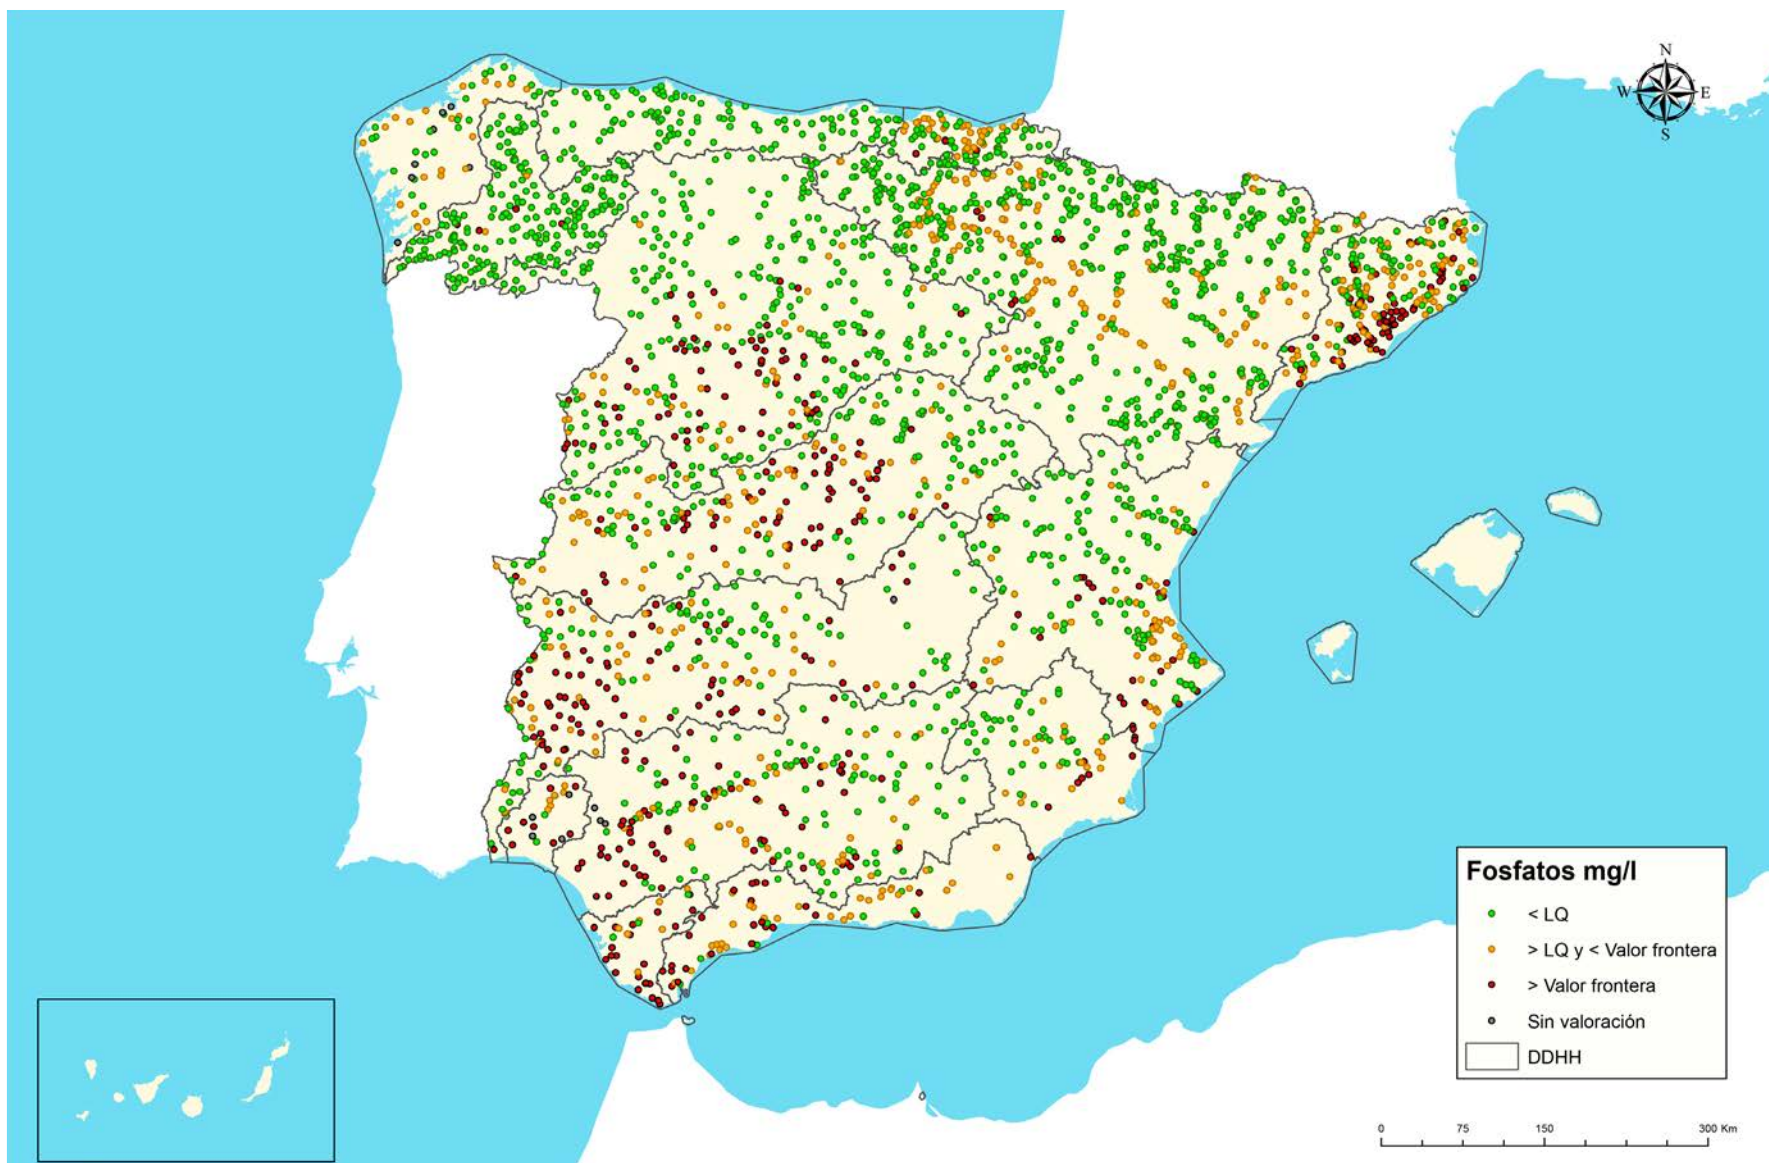 N
W E
S
Fosfatos mg/l
< LQ
> LQ y < Valor frontera
> Valor frontera
Sin valoración
DDHH
0 75 150 300 Km